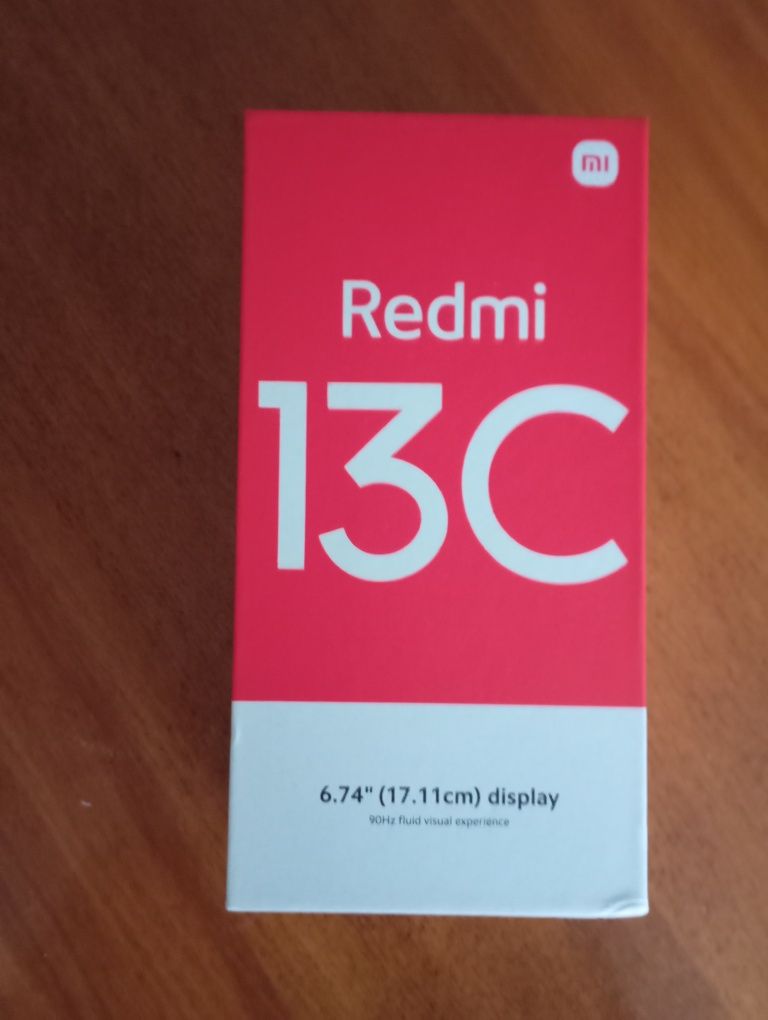 mi
Redmi
13C
6.74" (17.11cm) display
90Hz fluid visual experience